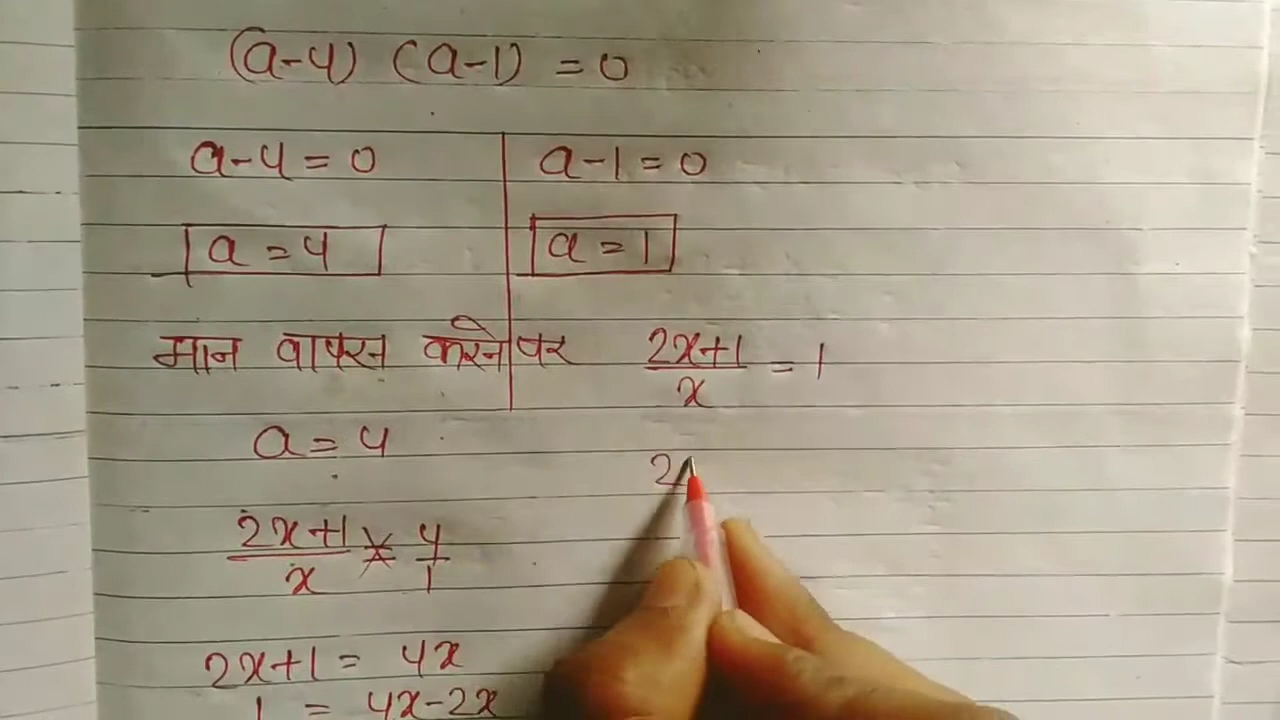 (a-4) (a-1) = 0
a-4 = 0
a-1 = 0
a = 4
a = 1
मान वापस करने पर
2x+1/x = 1
a = 4
2x+1/x = 4/1
2
2x+1 = 4x
1 = 4x-2x